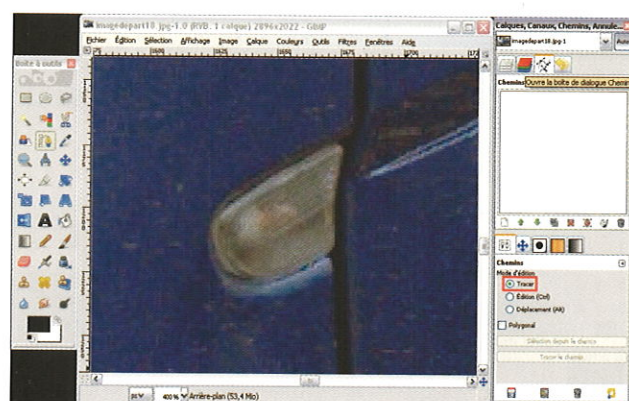 imagedepart10.jpg-1.0 (RVB, 1 calque) 2896x2022 - GIMP
Fichier Édition Sélection Affichage Image Calque Couleurs Outils Filtres Fenêtres Aide
Boîte à outils
px 400 % Arrière-plan (53,4 Mo)
Calques, Canaux, Chemins, Annule...
imagedepart10.jpg-1
Auto
Chemins
Ouvre la boîte de dialogue Chemin
Chemins
Mode d'édition
Tracer
Édition (Ctrl)
Déplacement (Alt)
Polygonal
Sélection depuis le chemin
Tracer le chemin